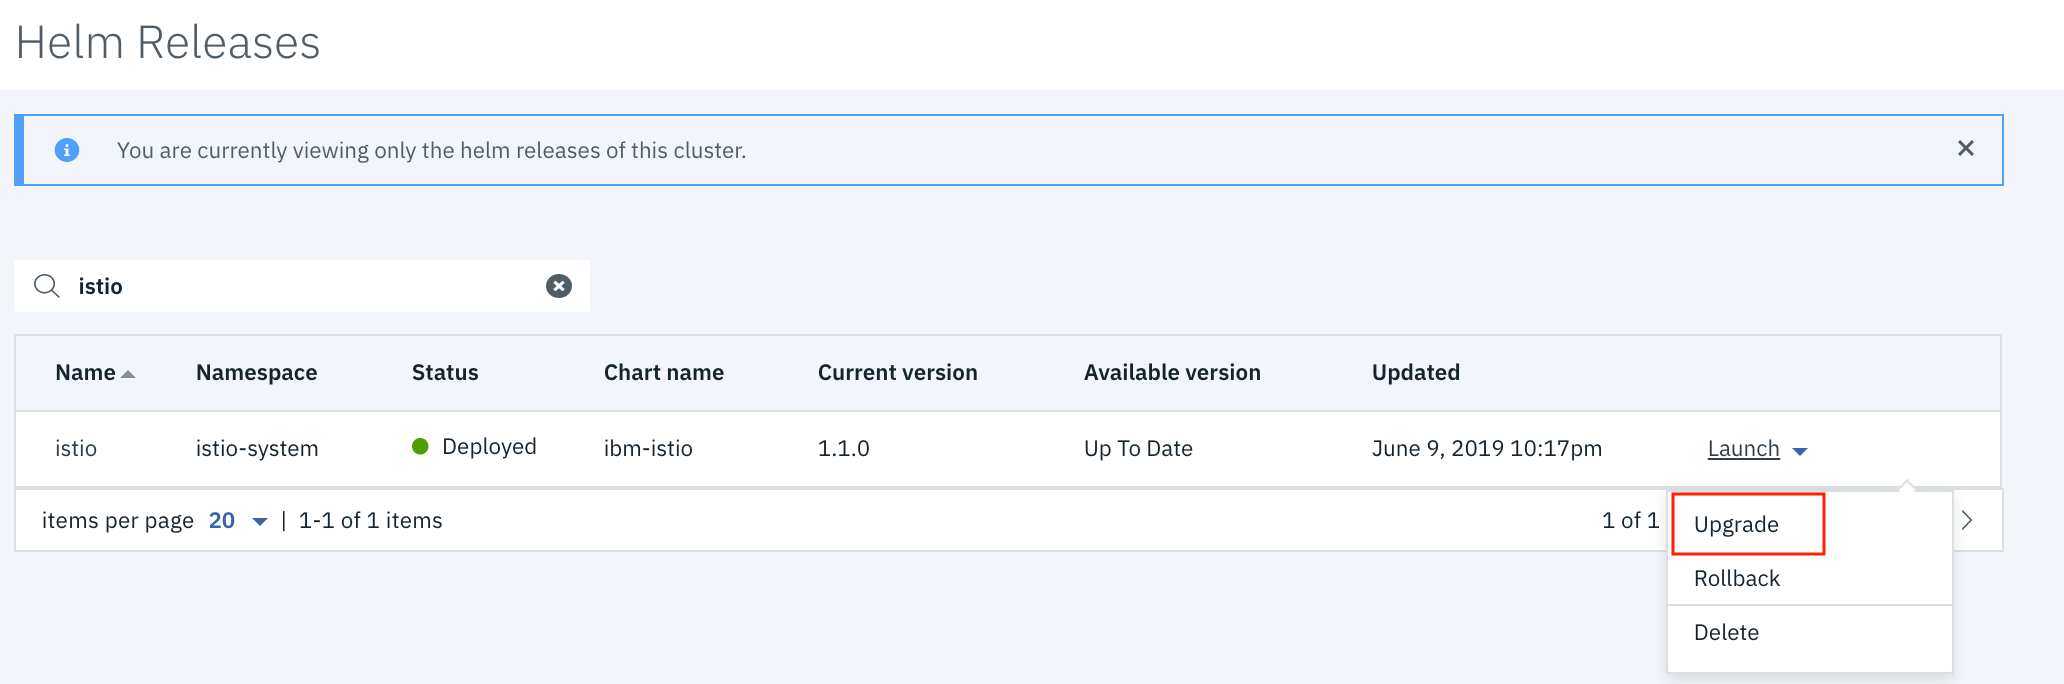 Helm Releases
You are currently viewing only the helm releases of this cluster.
istio
Name Namespace Status Chart name Current version Available version Updated
istio istio-system Deployed ibm-istio 1.1.0 Up To Date June 9, 2019 10:17pm Launch
items per page 20 | 1-1 of 1 items 1 of 1
Upgrade
Rollback
Delete